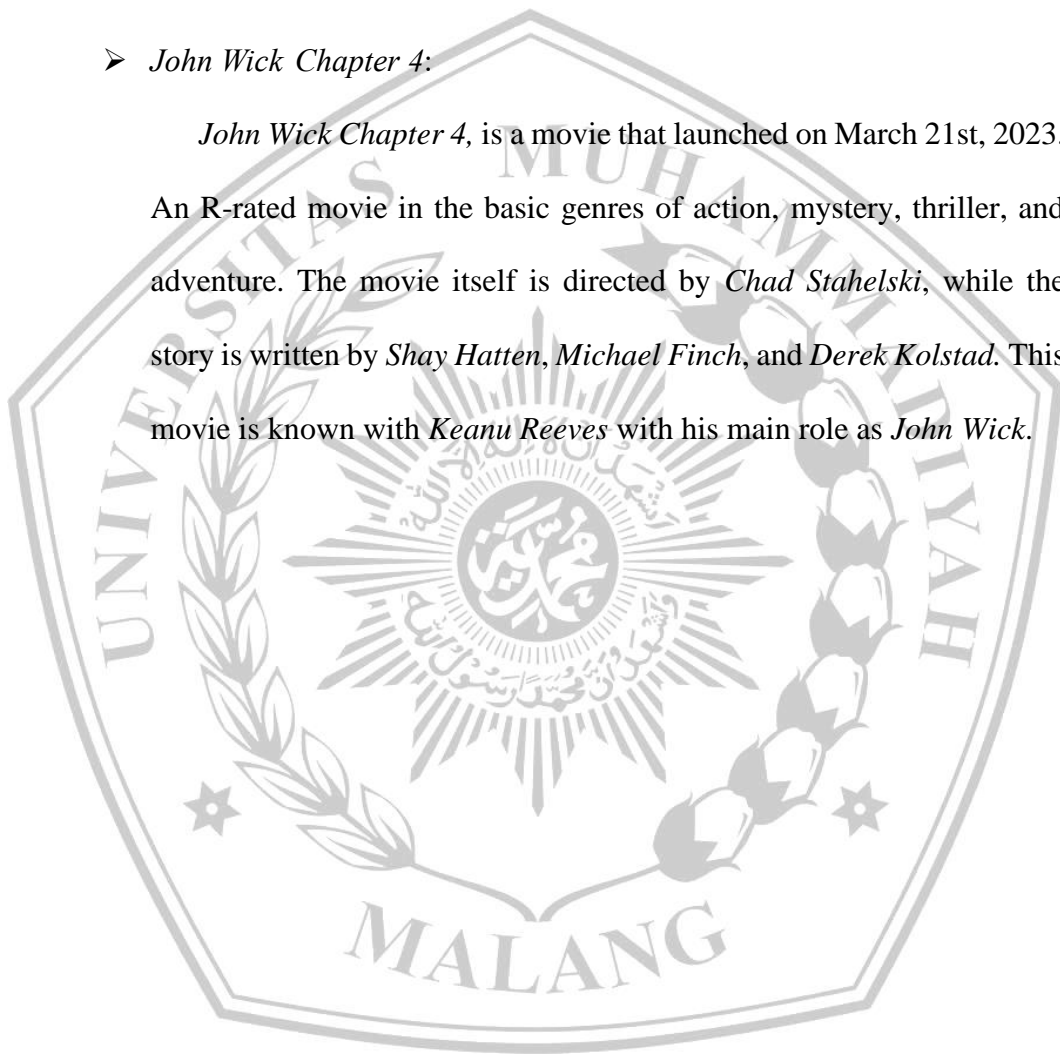 ➢ John Wick Chapter 4:
John Wick Chapter 4, is a movie that launched on March 21st, 2023.
An R-rated movie in the basic genres of action, mystery, thriller, and
adventure. The movie itself is directed by Chad Stahelski, while the
story is written by Shay Hatten, Michael Finch, and Derek Kolstad. This
movie is known with Keanu Reeves with his main role as John Wick.
UNIVERSITAS MUHAMMADIYAH
MALANG